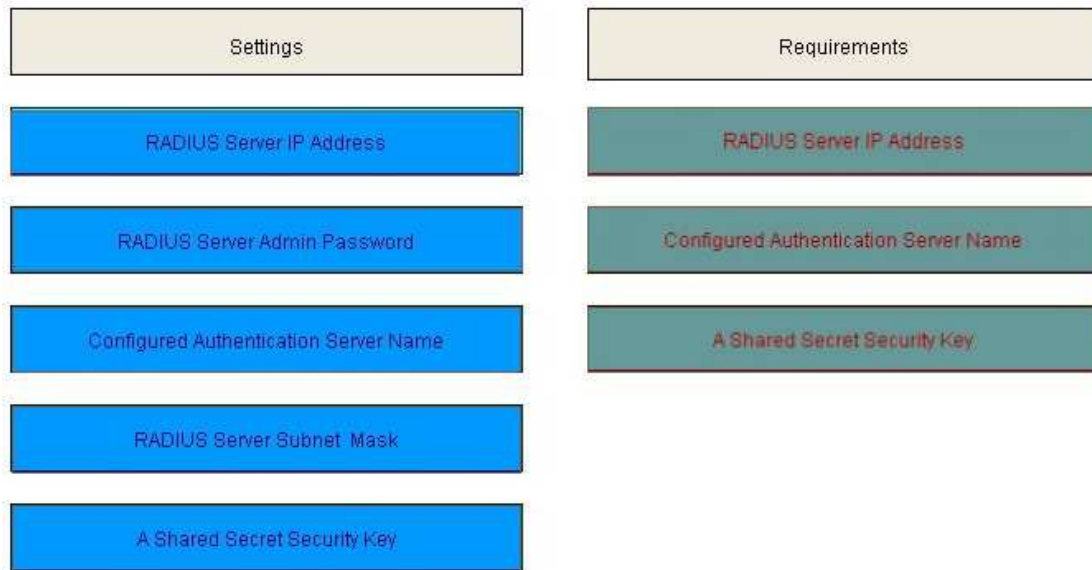 Settings
RADIUS Server IP Address
RADIUS Server Admin Password
Configured Authentication Server Name
RADIUS Server Subnet Mask
A Shared Secret Security Key
Requirements
RADIUS Server IP Address
Configured Authentication Server Name
A Shared Secret Security Key